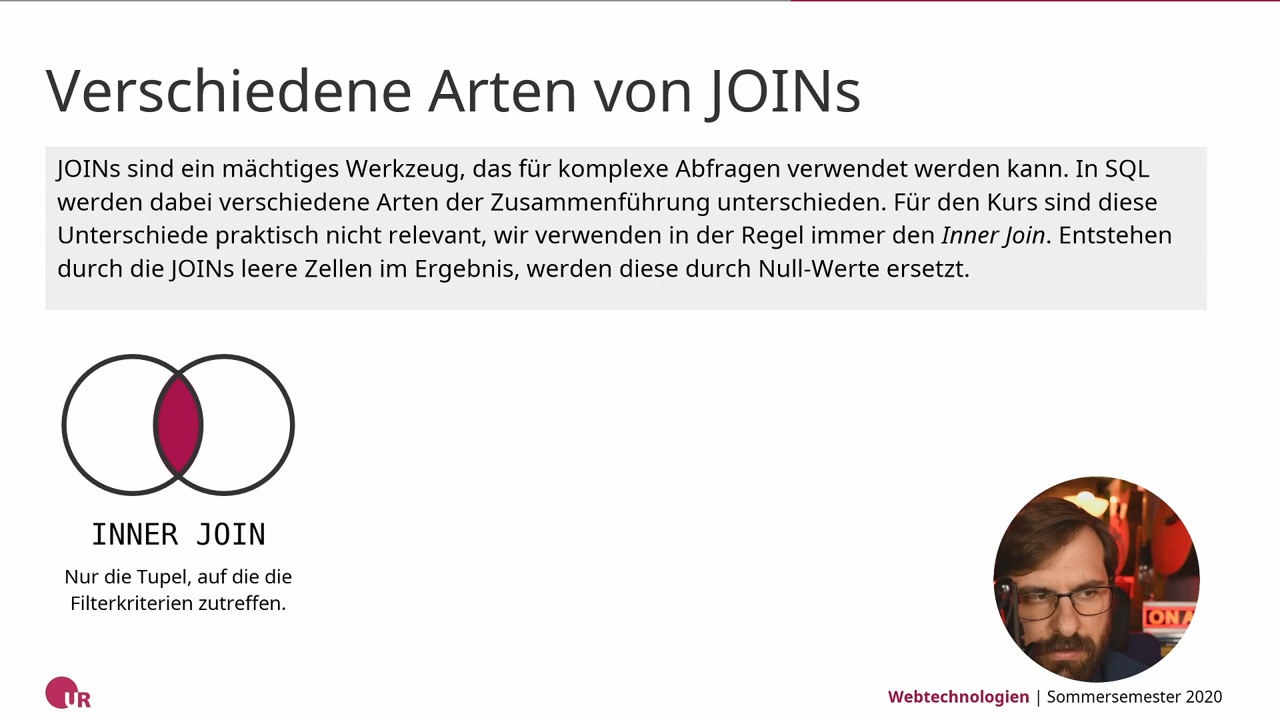 Verschiedene Arten von JOINs
JOINs sind ein mächtiges Werkzeug, das für komplexe Abfragen verwendet werden kann. In SQL
werden dabei verschiedene Arten der Zusammenführung unterschieden. Für den Kurs sind diese
Unterschiede praktisch nicht relevant, wir verwenden in der Regel immer den Inner Join. Entstehen
durch die JOINs leere Zellen im Ergebnis, werden diese durch Null-Werte ersetzt.
INNER JOIN
Nur die Tupel, auf die die
Filterkriterien zutreffen.
ON A
UR
Webtechnologien | Sommersemester 2020